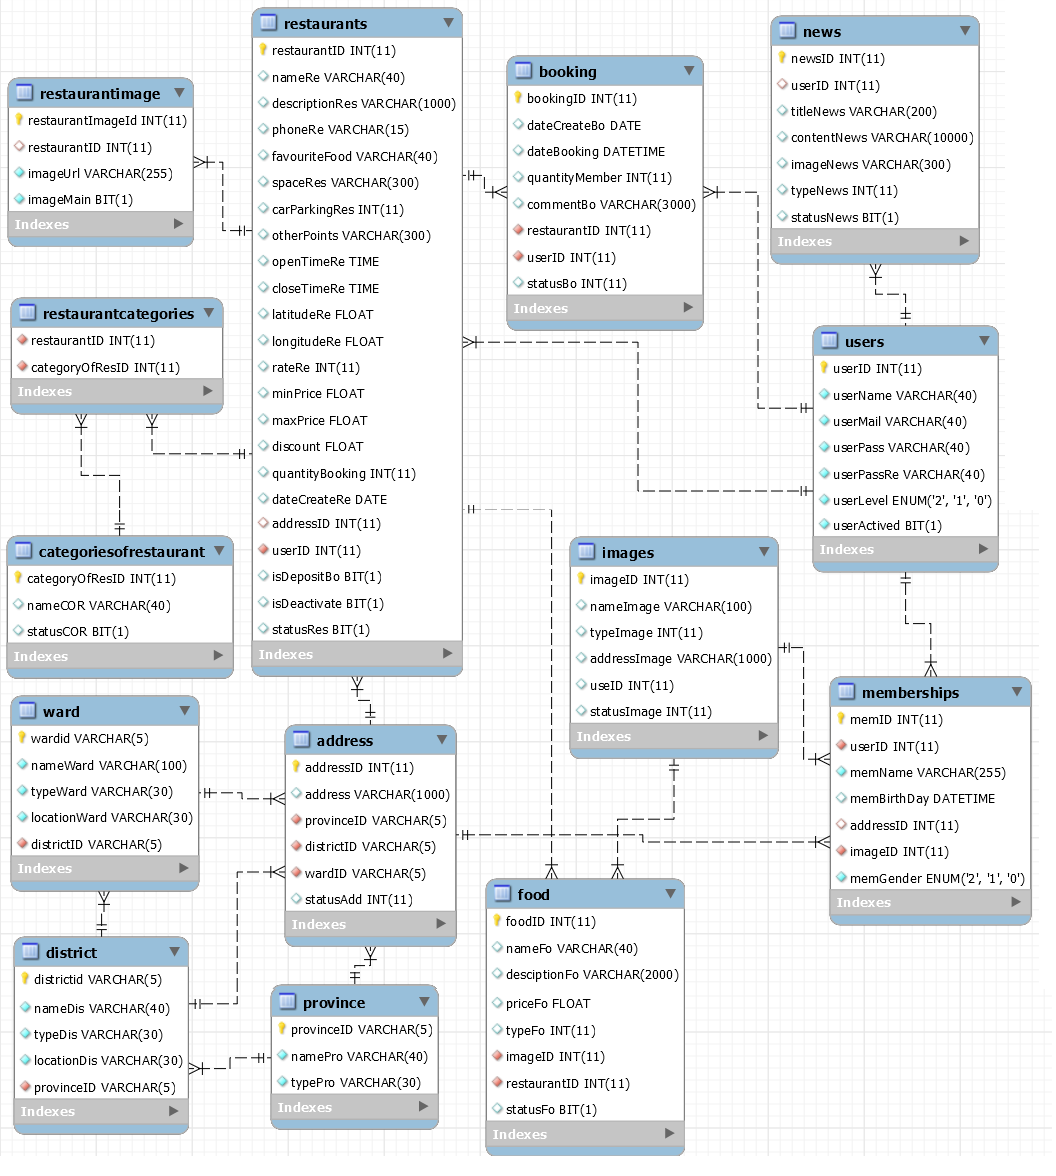 restaurants
restaurantID INT(11)
nameRe VARCHAR(40)
descriptionRes VARCHAR(1000)
phoneRe VARCHAR(15)
favouriteFood VARCHAR(40)
spaceRes VARCHAR(300)
carParkingRes INT(11)
otherPoints VARCHAR(300)
openTimeRe TIME
closeTimeRe TIME
latitudeRe FLOAT
longitudeRe FLOAT
rateRe INT(11)
minPrice FLOAT
maxPrice FLOAT
discount FLOAT
quantityBooking INT(11)
dateCreateRe DATE
addressID INT(11)
userID INT(11)
isDepositBo BIT(1)
isDeactivate BIT(1)
statusRes BIT(1)
Indexes
news
newsID INT(11)
userID INT(11)
titleNews VARCHAR(200)
contentNews VARCHAR(10000)
imageNews VARCHAR(300)
typeNews INT(11)
statusNews BIT(1)
Indexes
booking
bookingID INT(11)
dateCreateBo DATE
dateBooking DATETIME
quantityMember INT(11)
commentBo VARCHAR(3000)
restaurantID INT(11)
userID INT(11)
statusBo INT(11)
Indexes
restaurantimage
restaurantImageId INT(11)
restaurantID INT(11)
imageUrl VARCHAR(255)
imageMain BIT(1)
Indexes
restaurantcategories
restaurantID INT(11)
categoryOfResID INT(11)
Indexes
users
userID INT(11)
userName VARCHAR(40)
userMail VARCHAR(40)
userPass VARCHAR(40)
userPassRe VARCHAR(40)
userLevel ENUM('2', '1', '0')
userActived BIT(1)
Indexes
categoriesofrestaurant
categoryOfResID INT(11)
nameCOR VARCHAR(40)
statusCOR BIT(1)
Indexes
images
imageID INT(11)
nameImage VARCHAR(100)
typeImage INT(11)
addressImage VARCHAR(1000)
useID INT(11)
statusImage INT(11)
Indexes
memberships
memID INT(11)
userID INT(11)
memName VARCHAR(255)
memBirthDay DATETIME
addressID INT(11)
imageID INT(11)
memGender ENUM('2', '1', '0')
Indexes
ward
wardid VARCHAR(5)
nameWard VARCHAR(100)
typeWard VARCHAR(30)
locationWard VARCHAR(30)
districtID VARCHAR(5)
Indexes
address
addressID INT(11)
address VARCHAR(1000)
provinceID VARCHAR(5)
districtID VARCHAR(5)
wardID VARCHAR(5)
statusAdd INT(11)
Indexes
food
foodID INT(11)
nameFo VARCHAR(40)
desciptionFo VARCHAR(2000)
priceFo FLOAT
typeFo INT(11)
imageID INT(11)
restaurantID INT(11)
statusFo BIT(1)
Indexes
district
districtid VARCHAR(5)
nameDis VARCHAR(40)
typeDis VARCHAR(30)
locationDis VARCHAR(30)
provinceID VARCHAR(5)
Indexes
province
provinceID VARCHAR(5)
namePro VARCHAR(40)
typePro VARCHAR(30)
Indexes